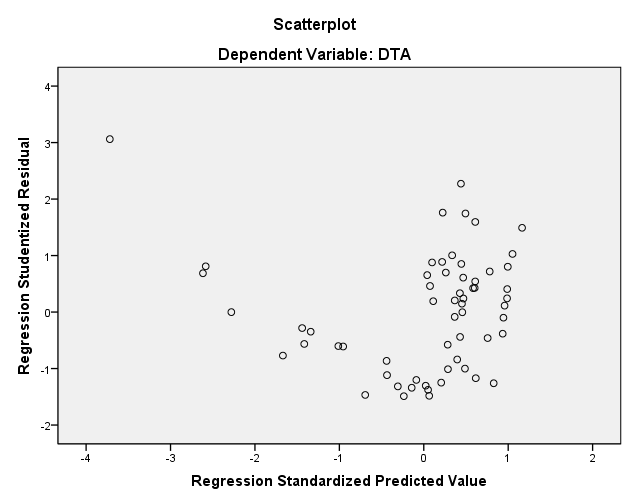 Scatterplot
Dependent Variable: DTA
Regression Studentized Residual
4
3
2
1
0
-1
-2
-4 -3 -2 -1 0 1 2
Regression Standardized Predicted Value